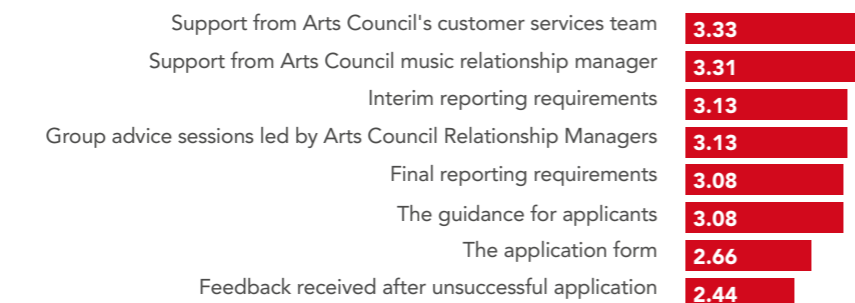 Support from Arts Council's customer services team 3.33
Support from Arts Council music relationship manager 3.31
Interim reporting requirements 3.13
Group advice sessions led by Arts Council Relationship Managers 3.13
Final reporting requirements 3.08
The guidance for applicants 3.08
The application form 2.66
Feedback received after unsuccessful application 2.44